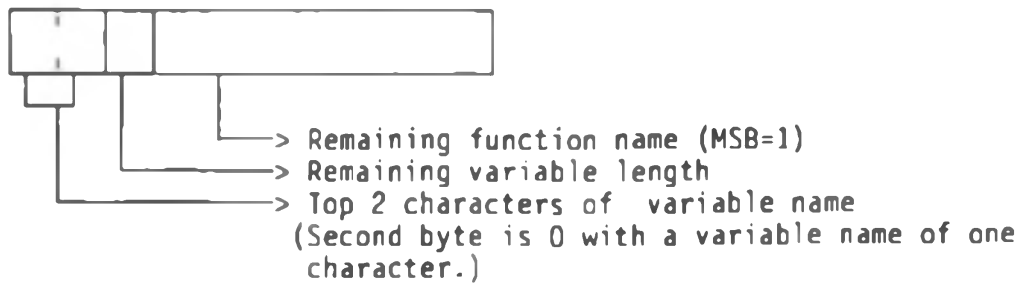 > Remaining function name (MSB=1)
> Remaining variable length
> Top 2 characters of variable name
(Second byte is 0 with a variable name of one
character.)